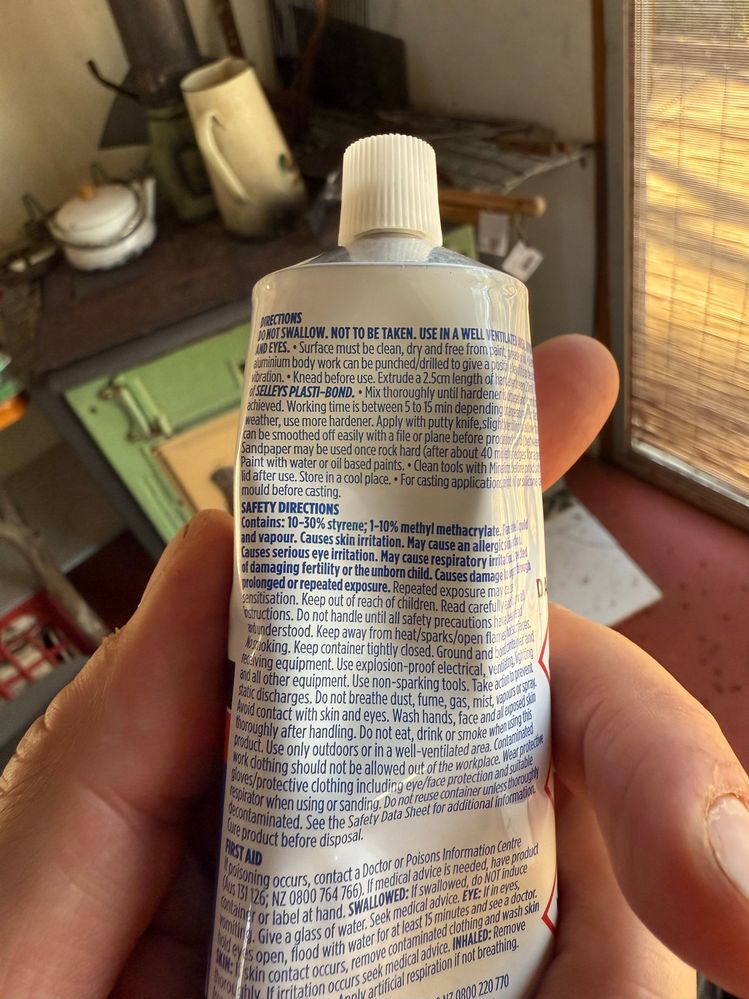 DIRECTIONS
DO NOT SWALLOW. NOT TO BE TAKEN. USE IN A WELL VENTILATED
AND EYES. • Surface must be clean, dry and free from paint,
aluminium body work can be punched/drilled to give a
vibration. • Knead before use. Extrude a 2.5cm length of
of SELLEYS PLASTI-BOND. • Mix thoroughly until hardener
achieved. Working time is between 5 to 15 min depending
weather, use more hardener. Apply with putty knife,
can be smoothed off easily with a file or plane before
Sandpaper may be used once rock hard (after about 40
Paint with water or oil based paints. • Clean tools with
lid after use. Store in a cool place. • For casting
mould before casting.
SAFETY DIRECTIONS
Contains: 10-30% styrene; 1-10% methyl methacrylate.
and vapour. Causes skin irritation. May cause an allergic
Causes serious eye irritation. May cause respiratory
of damaging fertility or the unborn child. Causes damage
prolonged or repeated exposure. Repeated exposure may
sensitisation. Keep out of reach of children. Read carefully
instructions. Do not handle until all safety precautions
and understood. Keep away from heat/sparks/open
No smoking. Keep container tightly closed. Ground and
receiving equipment. Use explosion-proof electrical, ventilating, lighting
and all other equipment. Use non-sparking tools. Take action to prevent
static discharges. Do not breathe dust, fume, gas, mist, vapours or spray.
Avoid contact with skin and eyes. Wash hands, face and all exposed skin
thoroughly after handling. Do not eat, drink or smoke when using this
product. Use only outdoors or in a well-ventilated area. Contaminated
work clothing should not be allowed out of the workplace. Wear protective
gloves/protective clothing including eye/face protection and suitable
respirator when using or sanding. Do not reuse container unless thoroughly
decontaminated. See the Safety Data Sheet for additional information.
Cure product before disposal.
FIRST AID
If poisoning occurs, contact a Doctor or Poisons Information Centre
(Aus 131 126; NZ 0800 764 766). If medical advice is needed, have product
container or label at hand. SWALLOWED: If swallowed, do NOT induce
vomiting. Give a glass of water. Seek medical advice. EYE: If in eyes,
hold eyes open, flood with water for at least 15 minutes and see a doctor.
SKIN: If skin contact occurs, remove contaminated clothing and wash skin
thoroughly. If irritation occurs seek medical advice. INHALED: Remove
Apply artificial respiration if not breathing.
NZ 0800 220 770